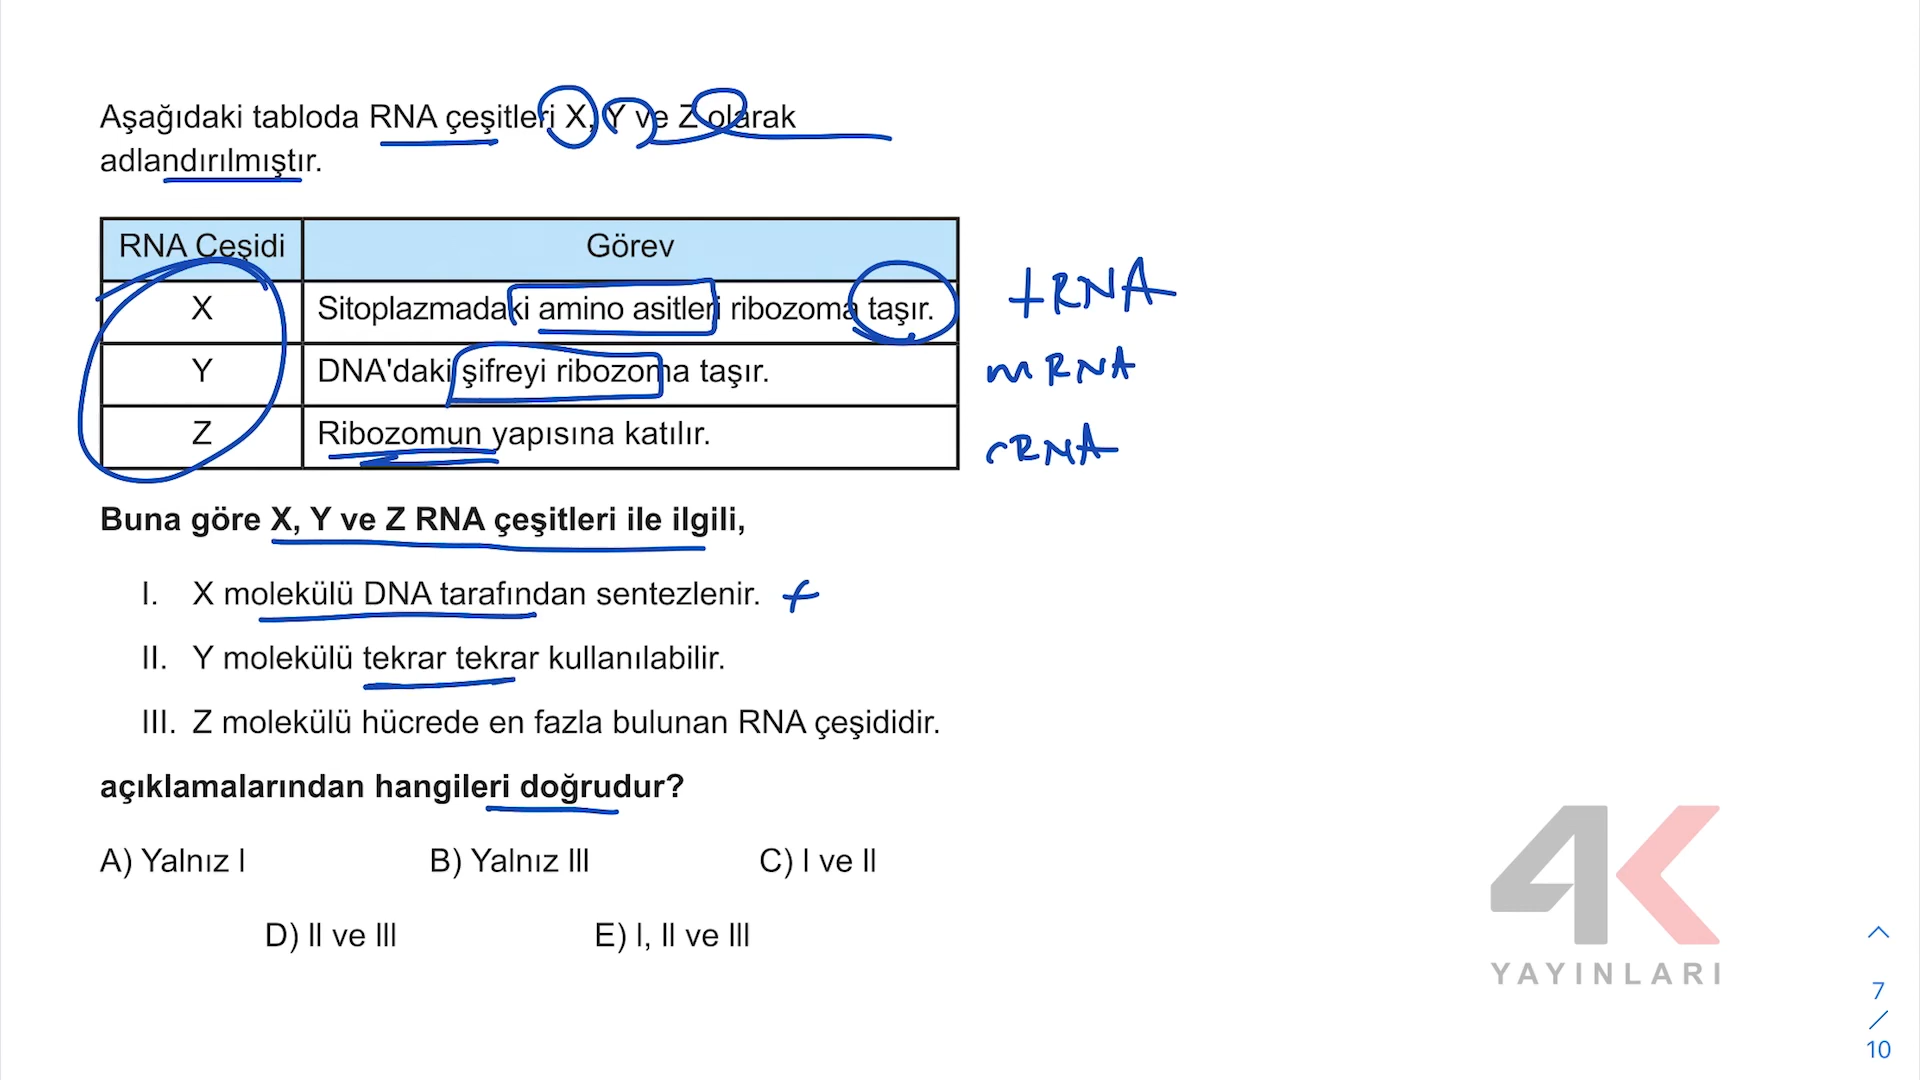 Aşağıdaki tabloda RNA çeşitleri X, Y ve Z olarak
adlandırılmıştır.
RNA Çeşidi Görev
X Sitoplazmadaki amino asitleri ribozoma taşır. tRNA
Y DNA'daki şifreyi ribozoma taşır. mRNA
Z Ribozomun yapısına katılır. rRNA
Buna göre X, Y ve Z RNA çeşitleri ile ilgili,
I. X molekülü DNA tarafından sentezlenir. +
II. Y molekülü tekrar tekrar kullanılabilir.
III. Z molekülü hücrede en fazla bulunan RNA çeşididir.
açıklamalarından hangileri doğrudur?
A) Yalnız I B) Yalnız III C) I ve II
D) II ve III E) I, II ve III
4K
YAYINLARI
7
/
10